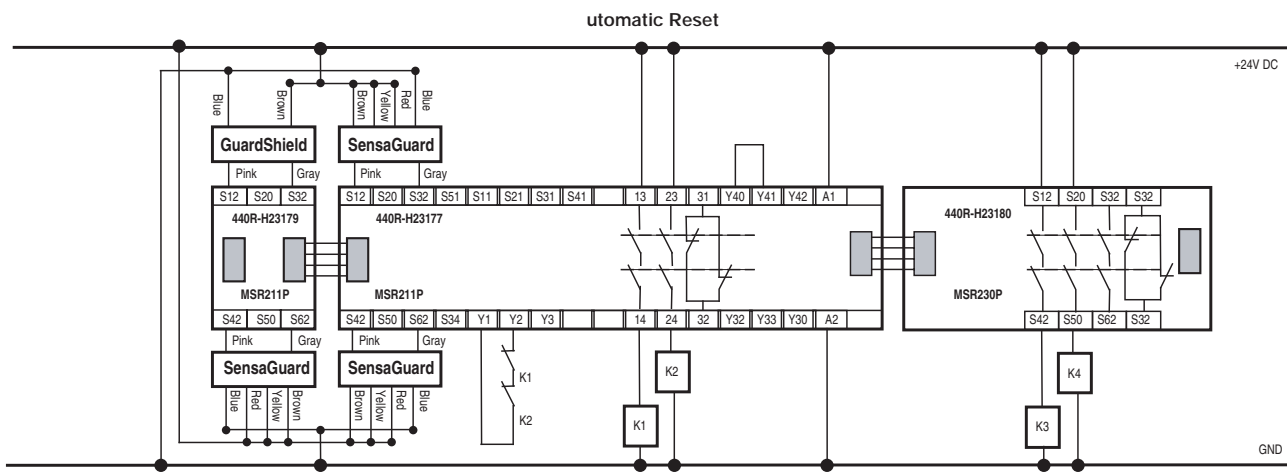 utomatic Reset
+24V DC
Blue
Brown
Brown
Yellow
Red
Blue
GuardShield
SensaGuard
Pink
Gray
Pink
Gray
S12 S20 S32
S12 S20 S32 S51 S11 S21 S31 S41 13 23 31 Y40 Y41 Y42 A1
S12 S20 S32 S32
440R-H23179
440R-H23177
440R-H23180
MSR211P
MSR211P
MSR230P
S42 S50 S62
S42 S50 S62 S34 Y1 Y2 Y3 14 24 32 Y32 Y33 Y30 A2
S42 S50 S62 S32
Pink
Gray
Pink
Gray
SensaGuard
SensaGuard
Blue
Red
Yellow
Brown
Brown
Yellow
Red
Blue
K1
K2
K1
K2
K3
K4
GND